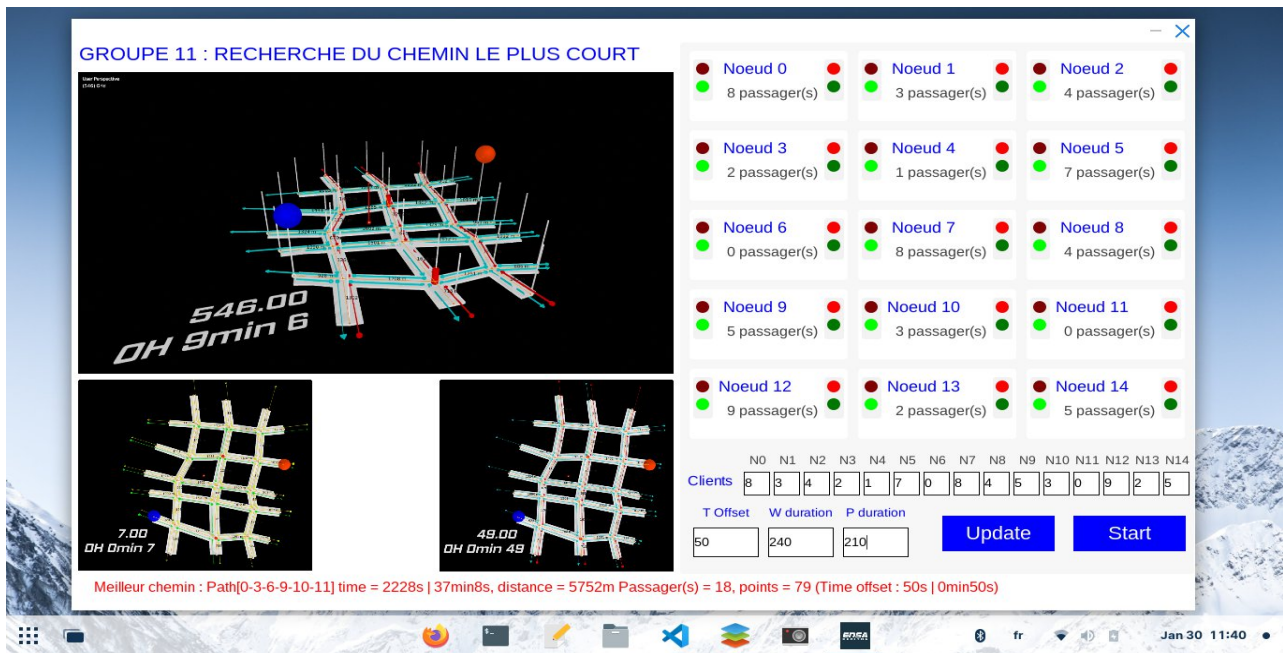 GROUPE 11 : RECHERCHE DU CHEMIN LE PLUS COURT
User Perspective
546.00
0H 9min 6
7.00
0H 0min 7
49.00
0H 0min 49
Noeud 0
8 passager(s)
Noeud 1
3 passager(s)
Noeud 2
4 passager(s)
Noeud 3
2 passager(s)
Noeud 4
1 passager(s)
Noeud 5
7 passager(s)
Noeud 6
0 passager(s)
Noeud 7
8 passager(s)
Noeud 8
4 passager(s)
Noeud 9
5 passager(s)
Noeud 10
3 passager(s)
Noeud 11
0 passager(s)
Noeud 12
9 passager(s)
Noeud 13
2 passager(s)
Noeud 14
5 passager(s)
N0 N1 N2 N3 N4 N5 N6 N7 N8 N9 N10 N11 N12 N13 N14
Clients 8 3 4 2 1 7 0 8 4 5 3 0 9 2 5
T Offset W duration P duration
50 240 210 Update Start
Meilleur chemin : Path[0-3-6-9-10-11] time = 2228s | 37min8s, distance = 5752m Passager(s) = 18, points = 79 (Time offset : 50s | 0min50s)
ENSA fr Jan 30 11:40